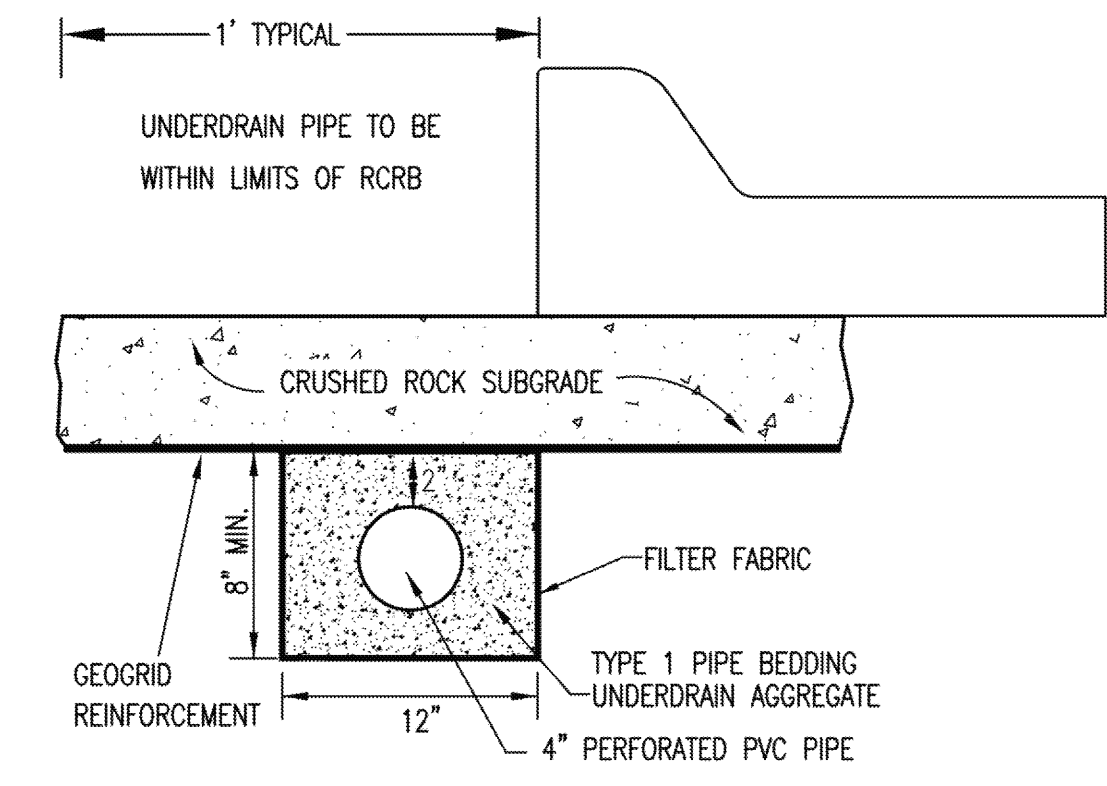 1' TYPICAL
UNDERDRAIN PIPE TO BE
WITHIN LIMITS OF RCRB
CRUSHED ROCK SUBGRADE
2"
8" MIN.
FILTER FABRIC
GEOGRID
REINFORCEMENT
TYPE 1 PIPE BEDDING
UNDERDRAIN AGGREGATE
12"
4" PERFORATED PVC PIPE